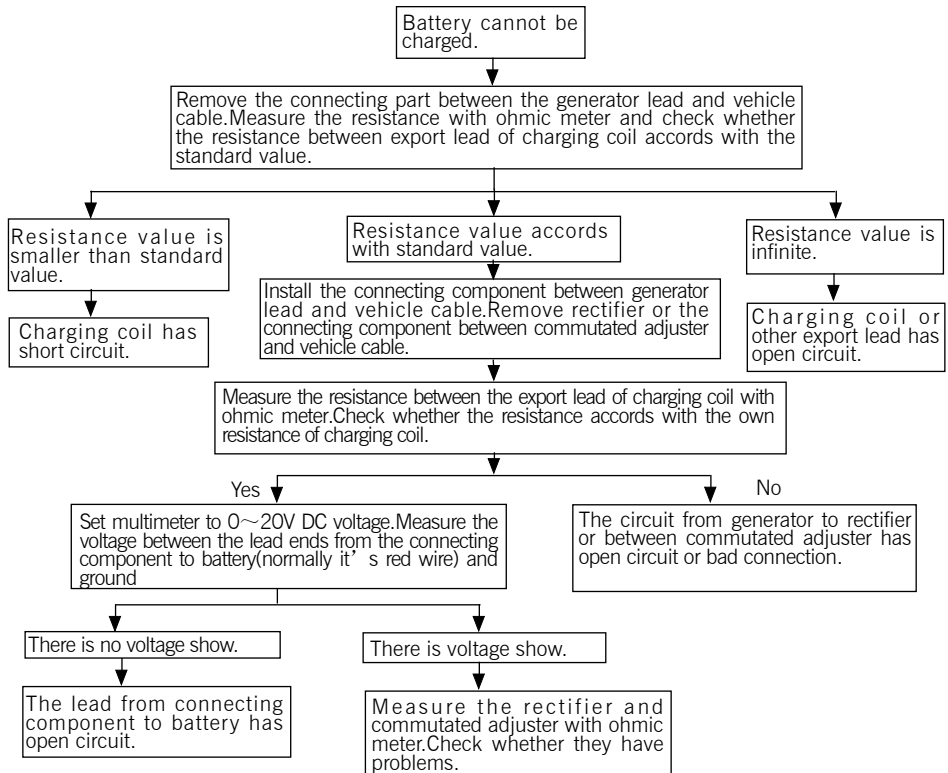 Battery cannot be
charged.
Remove the connecting part between the generator lead and vehicle
cable.Measure the resistance with ohmic meter and check whether
the resistance between export lead of charging coil accords with the
standard value.
Resistance value is
smaller than standard
value.
Resistance value accords
with standard value.
Resistance value is
infinite.
Charging coil has
short circuit.
Install the connecting component between generator
lead and vehicle cable.Remove rectifier or the
connecting component between commutated adjuster
and vehicle cable.
Charging coil or
other export lead has
open circuit.
Measure the resistance between the export lead of charging coil with
ohmic meter.Check whether the resistance accords with the own
resistance of charging coil.
Yes
No
Set multimeter to 0～20V DC voltage.Measure the
voltage between the lead ends from the connecting
component to battery(normally it’s red wire) and
ground
The circuit from generator to rectifier
or between commutated adjuster has
open circuit or bad connection.
There is no voltage show.
There is voltage show.
The lead from connecting
component to battery has
open circuit.
Measure the rectifier and
commutated adjuster with ohmic
meter.Check whether they have
problems.